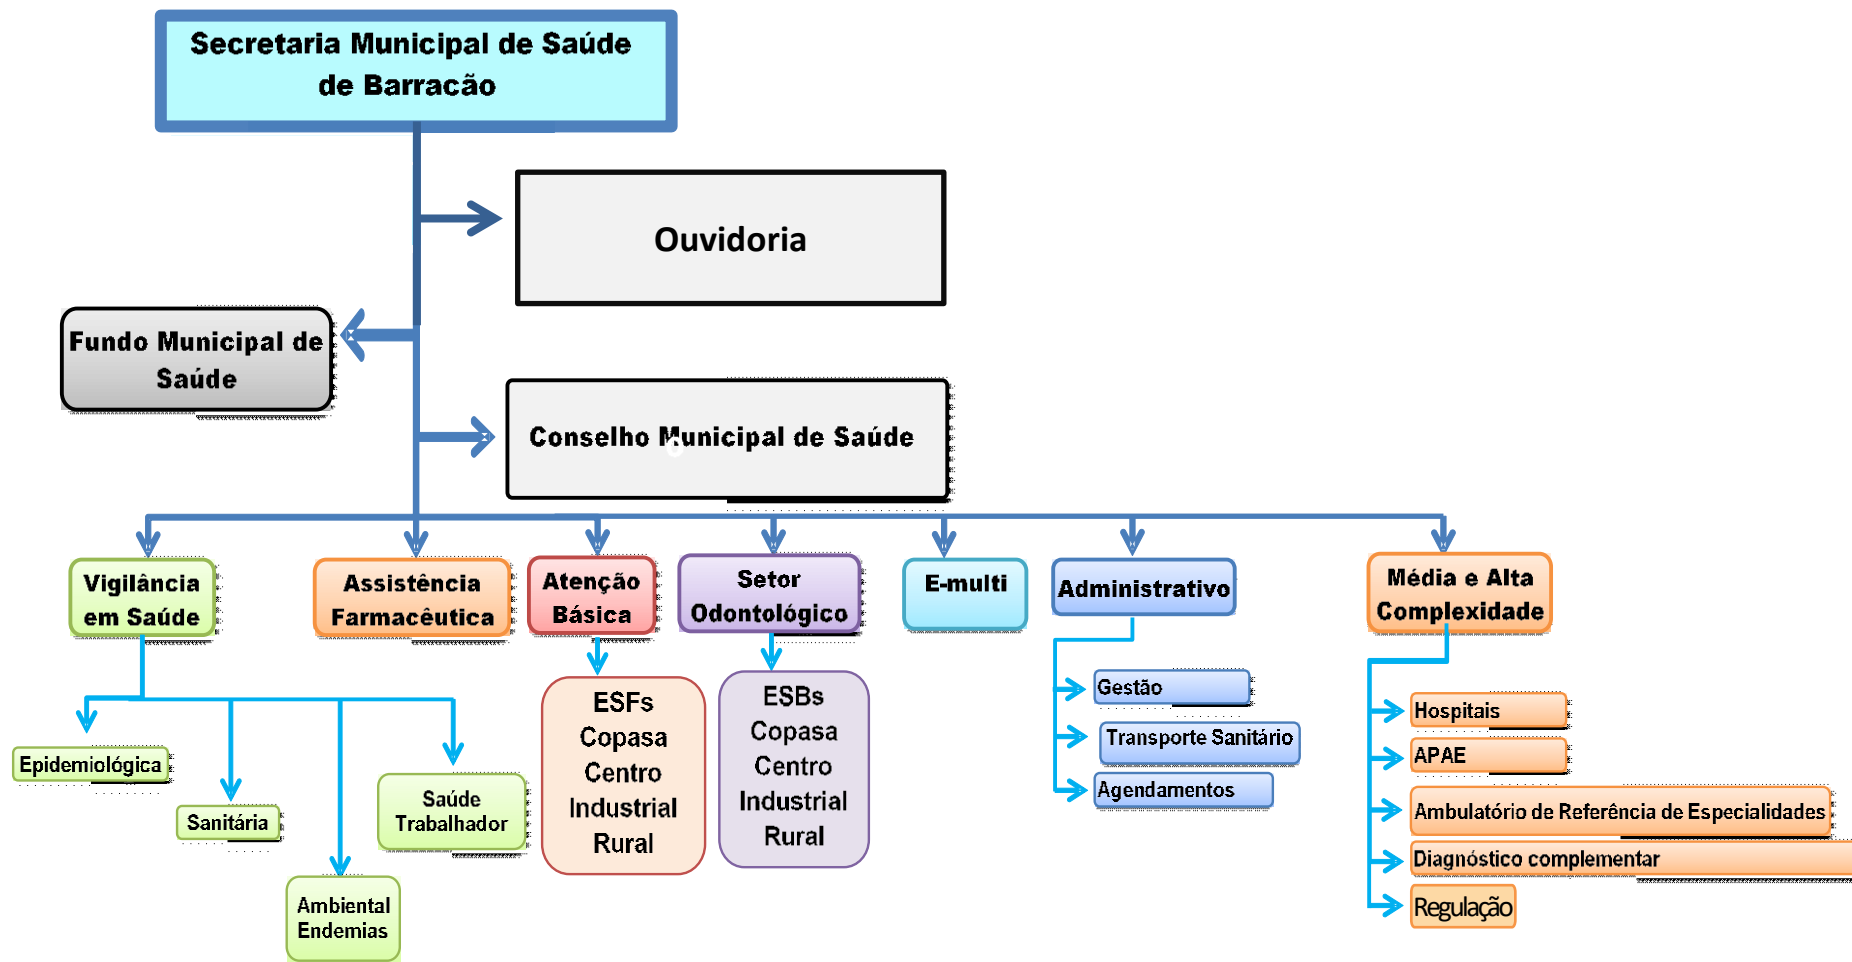 Secretaria Municipal de Saúde
de Barracão
Ouvidoria
Fundo Municipal de
Saúde
Conselho Municipal de Saúde
6
Vigilância
em Saúde
Assistência
Farmacêutica
Atenção
Básica
Setor
Odontológico
E-multi
Administrativo
Média e Alta
Complexidade
Epidemiológica
Sanitária
Ambiental
Endemias
Saúde
Trabalhador
ESFs
Copasa
Centro
Industrial
Rural
ESBs
Copasa
Centro
Industrial
Rural
Gestão
Transporte Sanitário
Agendamentos
Hospitais
APAE
Ambulatório de Referência de Especialidades
Diagnóstico complementar
Regulação